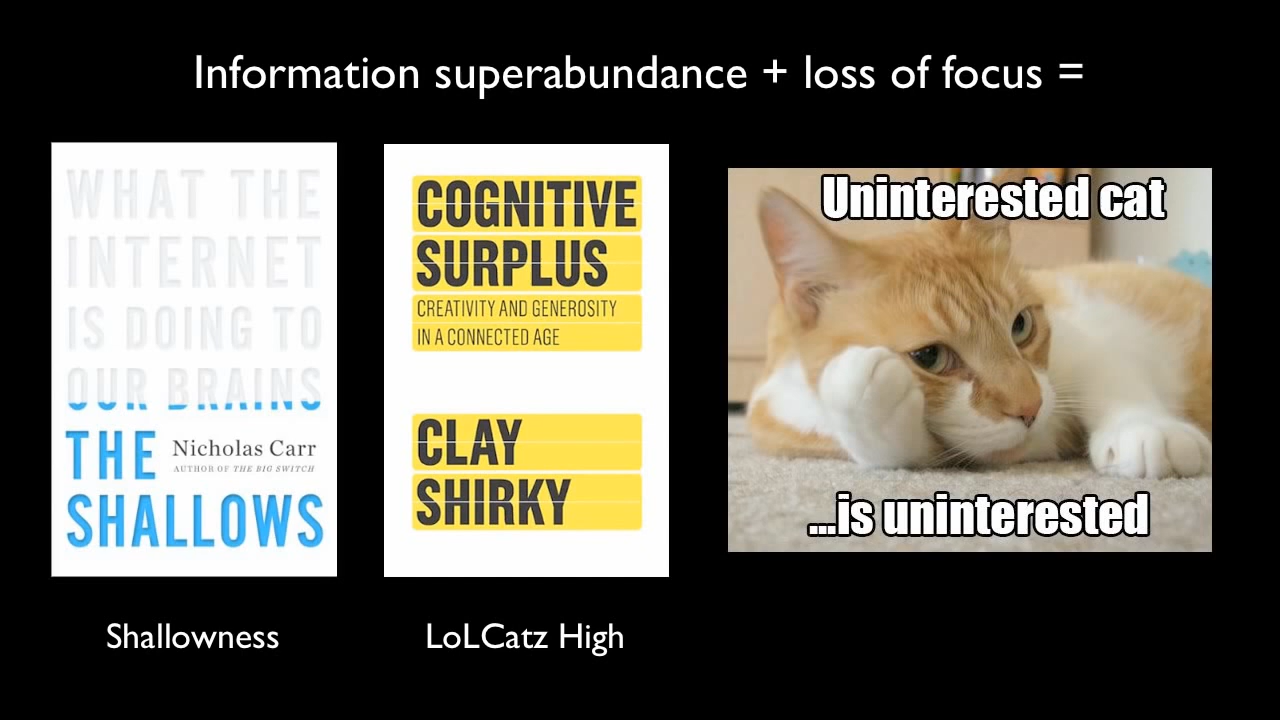 Information superabundance + loss of focus =
WHAT THE
INTERNET
IS DOING TO
OUR BRAINS
THE
Nicholas Carr
AUTHOR OF THE BIG SWITCH
SHALLOWS
COGNITIVE
SURPLUS
CREATIVITY AND GENEROSITY
IN A CONNECTED AGE
CLAY
SHIRKY
Uninterested cat
...is uninterested
Shallowness
LoLCatz High